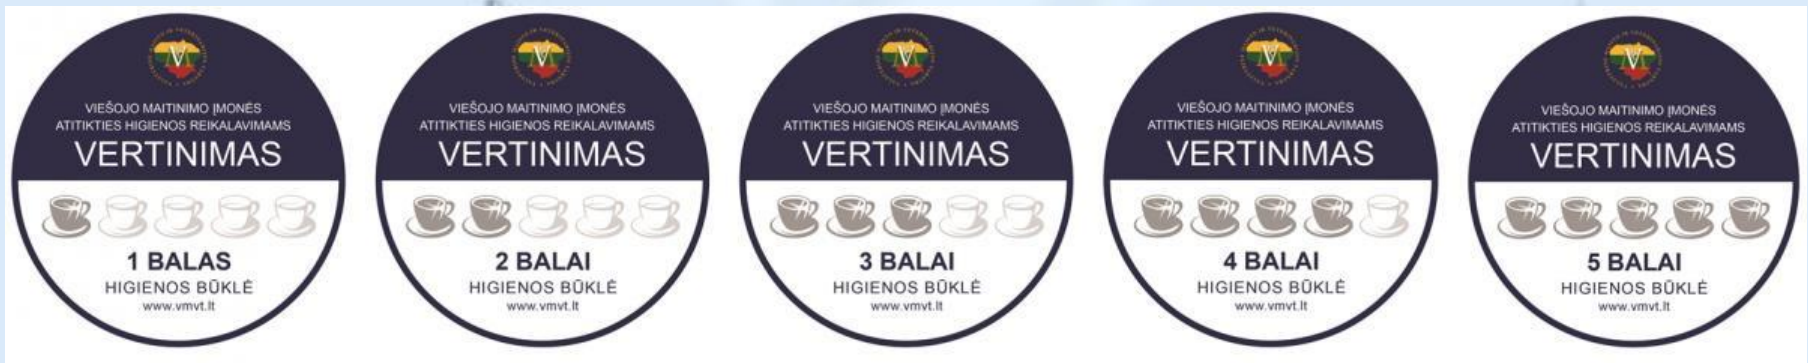 VIEŠOJO MAITINIMO ĮMONĖS
ATITIKTIES HIGIENOS REIKALAVIMAMS
VERTINIMAS
1 BALAS
HIGIENOS BŪKLĖ
www.vmvt.lt
VIEŠOJO MAITINIMO ĮMONĖS
ATITIKTIES HIGIENOS REIKALAVIMAMS
VERTINIMAS
2 BALAI
HIGIENOS BŪKLĖ
www.vmvt.lt
VIEŠOJO MAITINIMO ĮMONĖS
ATITIKTIES HIGIENOS REIKALAVIMAMS
VERTINIMAS
3 BALAI
HIGIENOS BŪKLĖ
www.vmvt.lt
VIEŠOJO MAITINIMO ĮMONĖS
ATITIKTIES HIGIENOS REIKALAVIMAMS
VERTINIMAS
4 BALAI
HIGIENOS BŪKLĖ
www.vmvt.lt
VIEŠOJO MAITINIMO ĮMONĖS
ATITIKTIES HIGIENOS REIKALAVIMAMS
VERTINIMAS
5 BALAI
HIGIENOS BŪKLĖ
www.vmvt.lt